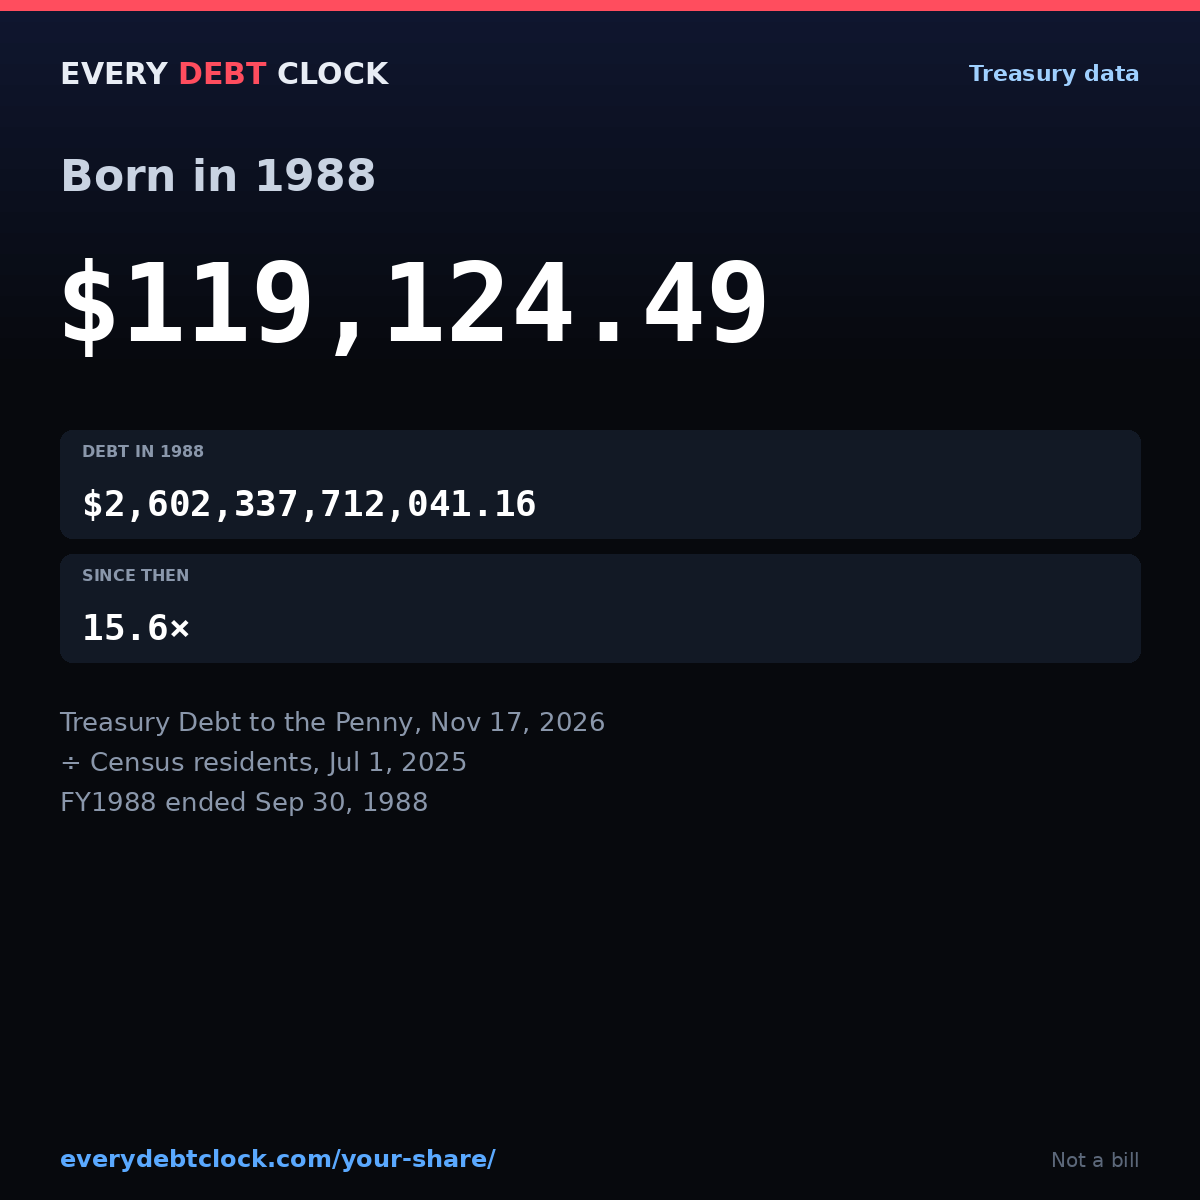 EVERY DEBT CLOCK
Treasury data
Born in 1988
$119,124.49
DEBT IN 1988
$2,602,337,712,041.16
SINCE THEN
15.6×
Treasury Debt to the Penny, Nov 17, 2026
÷ Census residents, Jul 1, 2025
FY1988 ended Sep 30, 1988
everydebtclock.com/your-share/
Not a bill